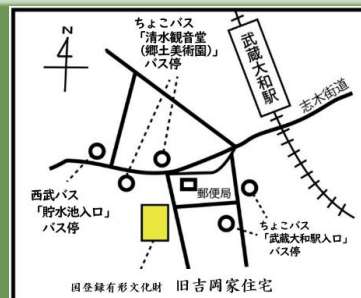 ちょこバス
「清水観音堂
(郷土美術園)」
バス停
武蔵大和駅
志木街道
西武バス
「貯水池入口」
バス停
郵便局
ちょこバス
「武蔵大和駅入口」
バス停
国登録有形文化財 旧吉岡家住宅